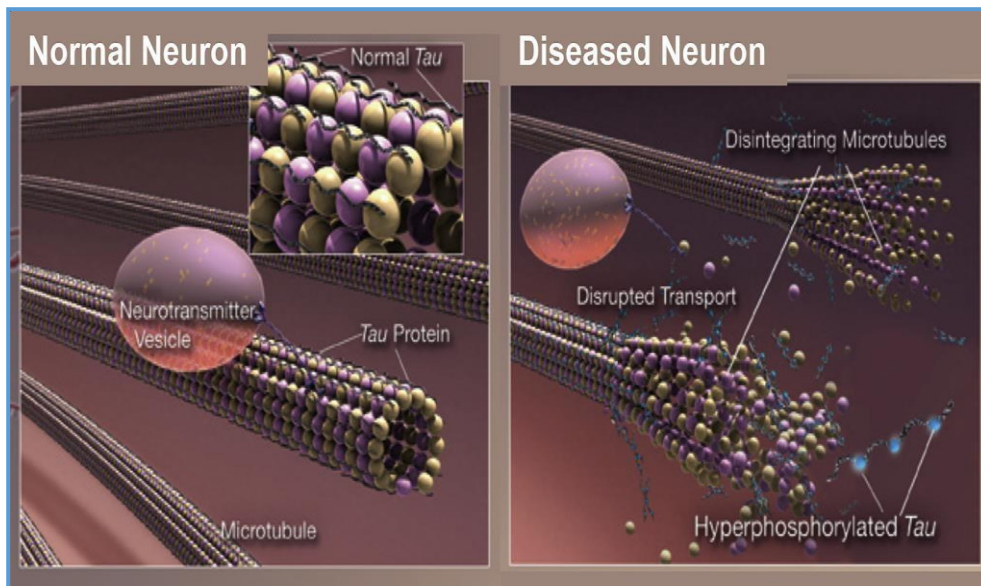 Normal Neuron
Normal Tau
Neurotransmitter
Vesicle
Tau Protein
Microtubule
Diseased Neuron
Disintegrating Microtubules
Disrupted Transport
Hyperphosphorylated Tau